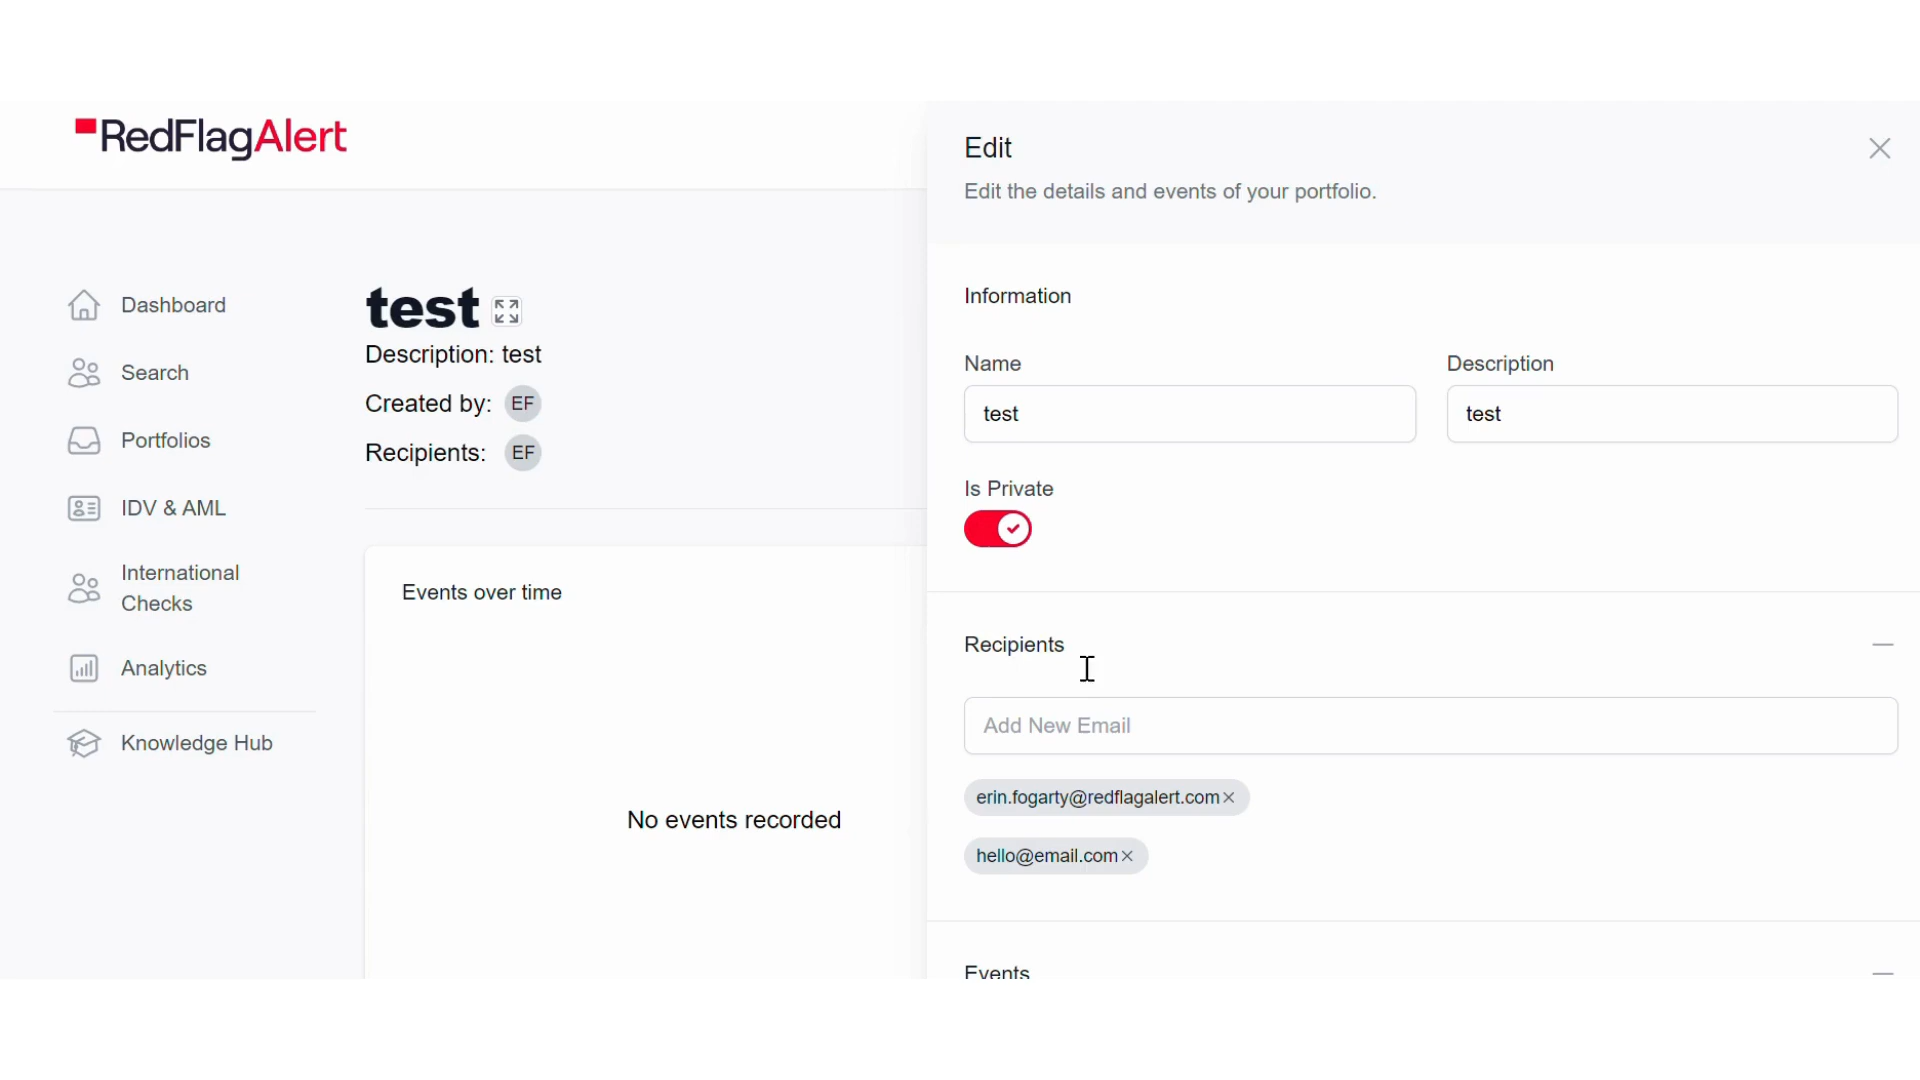 RedFlagAlert
Dashboard
Search
Portfolios
IDV & AML
International
Checks
Analytics
Knowledge Hub
test
Description: test
Created by: EF
Recipients: EF
Events over time
No events recorded
Edit
Edit the details and events of your portfolio.
Information
Name
Description
test
test
Is Private
Recipients
Add New Email
erin.fogarty@redflagalert.com
hello@email.com
Events